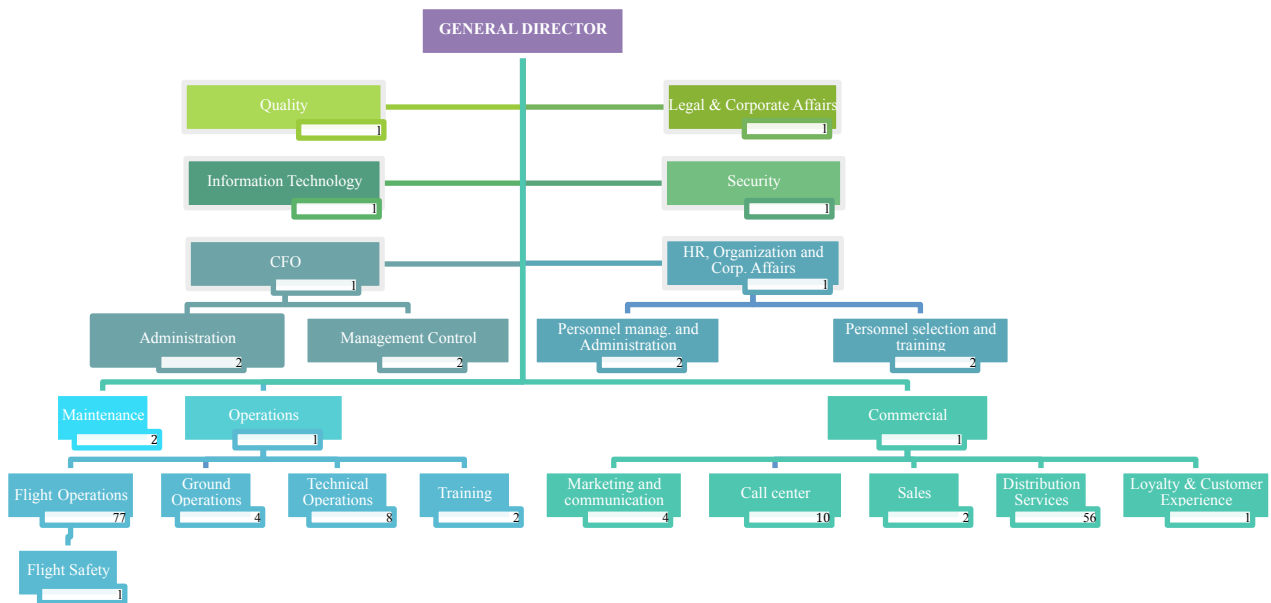 GENERAL DIRECTOR
Quality
1
Legal & Corporate Affairs
1
Information Technology
1
Security
1
CFO
1
HR, Organization and
Corp. Affairs
1
Administration
2
Management Control
2
Personnel manag. and
Administration
2
Personnel selection and
training
2
Maintenance
2
Operations
1
Commercial
1
Flight Operations
77
Ground
Operations
4
Technical
Operations
8
Training
2
Marketing and
communication
4
Call center
10
Sales
2
Distribution
Services
56
Loyalty & Customer
Experience
1
Flight Safety
1